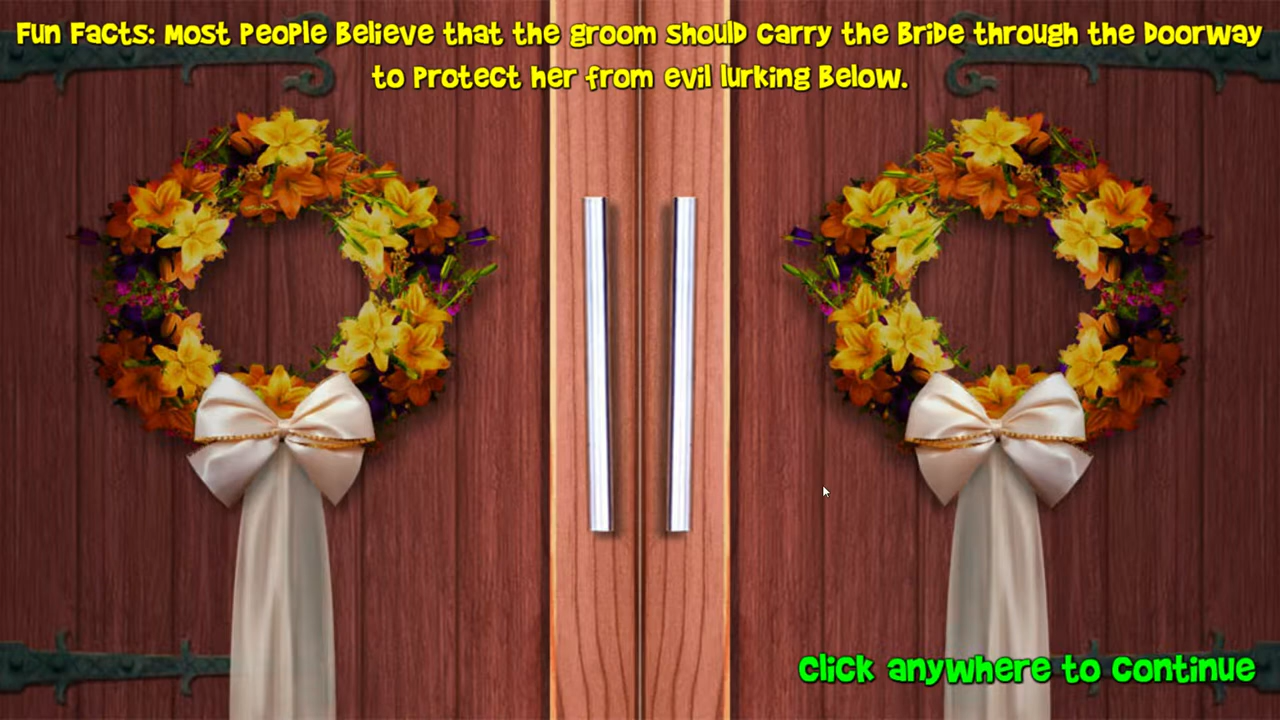 Fun Facts: Most People Believe that the groom should carry the Bride through the Doorway
to Protect her from evil lurking Below.
Click anywhere to Continue